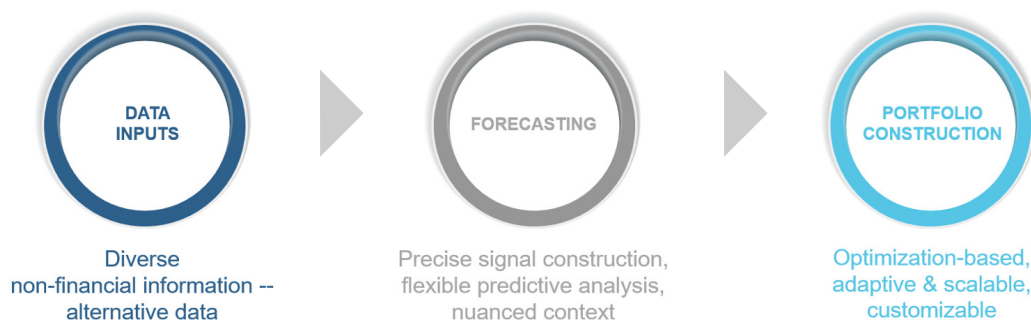 DATA
INPUTS
Diverse
non-financial information --
alternative data
FORECASTING
Precise signal construction,
flexible predictive analysis,
nuanced context
PORTFOLIO
CONSTRUCTION
Optimization-based,
adaptive & scalable,
customizable